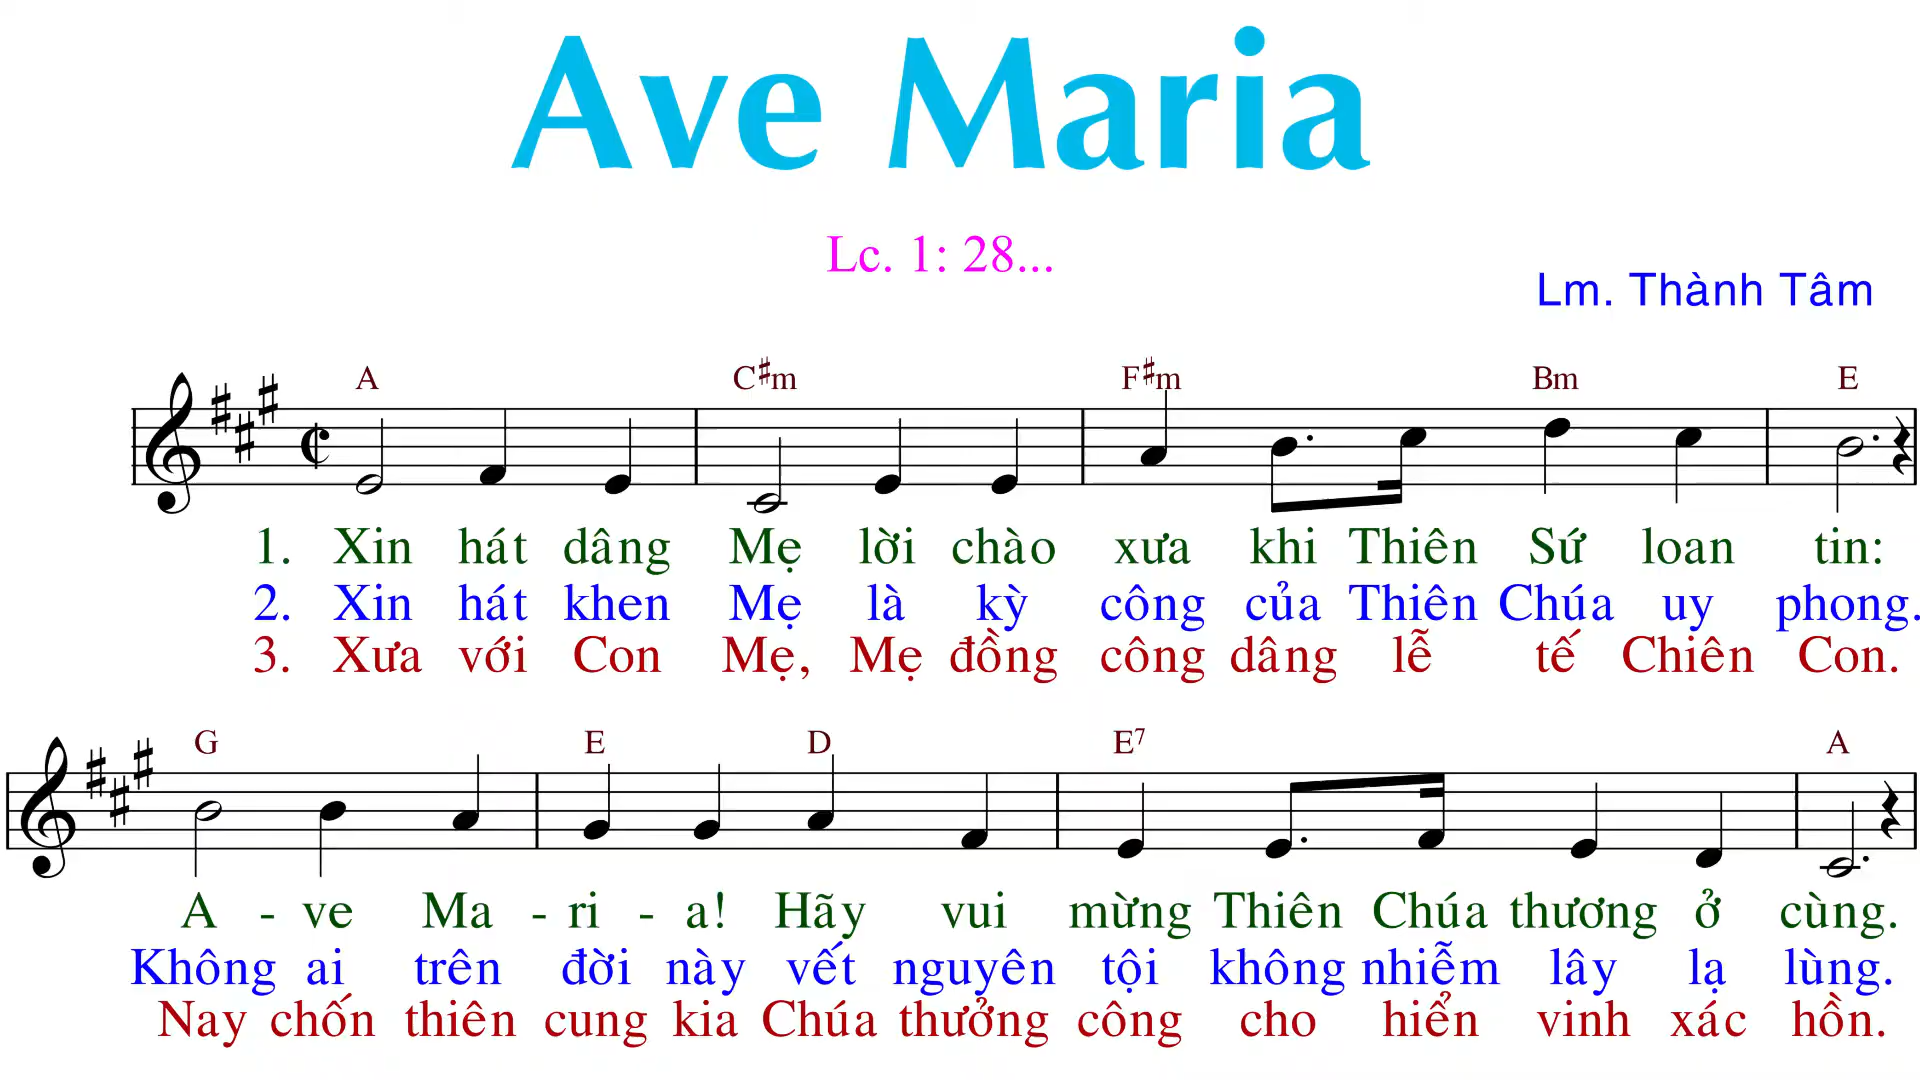 Ave Maria
Lc. 1: 28...
Lm. Thành Tâm
A C♯m F♯m Bm E
1. Xin hát dâng Mẹ lời chào xưa khi Thiên Sứ loan tin:
2. Xin hát khen Mẹ là kỳ công của Thiên Chúa uy phong.
3. Xưa với Con Mẹ, Mẹ đồng công dâng lễ tế Chiên Con.
G E D E7 A
A - ve Ma - ri - a! Hãy vui mừng Thiên Chúa thương ở cùng.
Không ai trên đời này vết nguyên tội không nhiễm lây lạ lùng.
Nay chốn thiên cung kia Chúa thưởng công cho hiển vinh xác hồn.